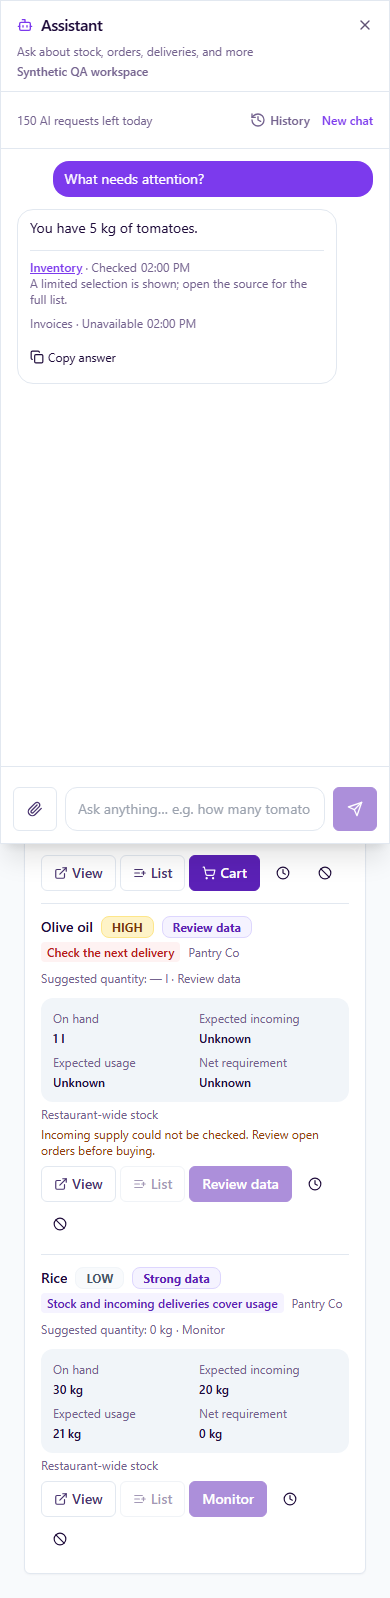 Assistant
Ask about stock, orders, deliveries, and more
Synthetic QA workspace
150 AI requests left today
History
New chat
What needs attention?
You have 5 kg of tomatoes.
Inventory · Checked 02:00 PM
A limited selection is shown; open the source for the
full list.
Invoices · Unavailable 02:00 PM
Copy answer
Ask anything... e.g. how many tomato
View
List
Cart
Olive oil
HIGH
Review data
Check the next delivery
Pantry Co
Suggested quantity: — l · Review data
On hand
Expected incoming
1 l
Unknown
Expected usage
Net requirement
Unknown
Unknown
Restaurant-wide stock
Incoming supply could not be checked. Review open
orders before buying.
View
List
Review data
Rice
LOW
Strong data
Stock and incoming deliveries cover usage
Pantry Co
Suggested quantity: 0 kg · Monitor
On hand
Expected incoming
30 kg
20 kg
Expected usage
Net requirement
21 kg
0 kg
Restaurant-wide stock
View
List
Monitor